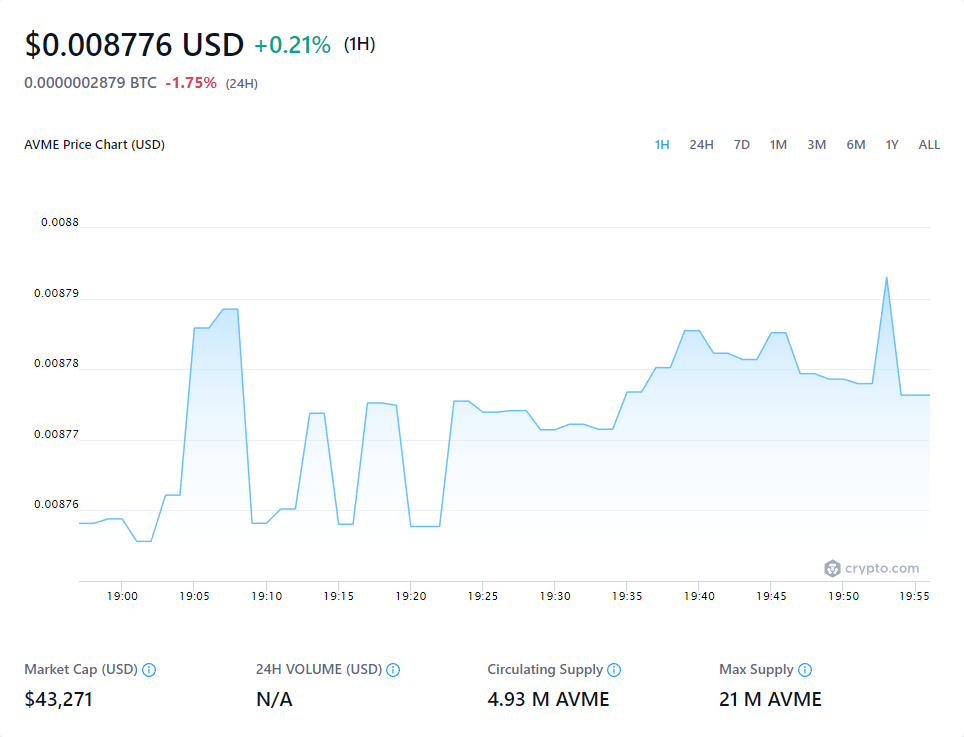 $0.008776 USD +0.21% (1H)
0.0000002879 BTC -1.75% (24H)
AVME Price Chart (USD) 1H 24H 7D 1M 3M 6M 1Y ALL
0.0088
0.00879
0.00878
0.00877
0.00876
crypto.com
19:00 19:05 19:10 19:15 19:20 19:25 19:30 19:35 19:40 19:45 19:50 19:55
Market Cap (USD) 24H VOLUME (USD) Circulating Supply Max Supply
$43,271 N/A 4.93 M AVME 21 M AVME